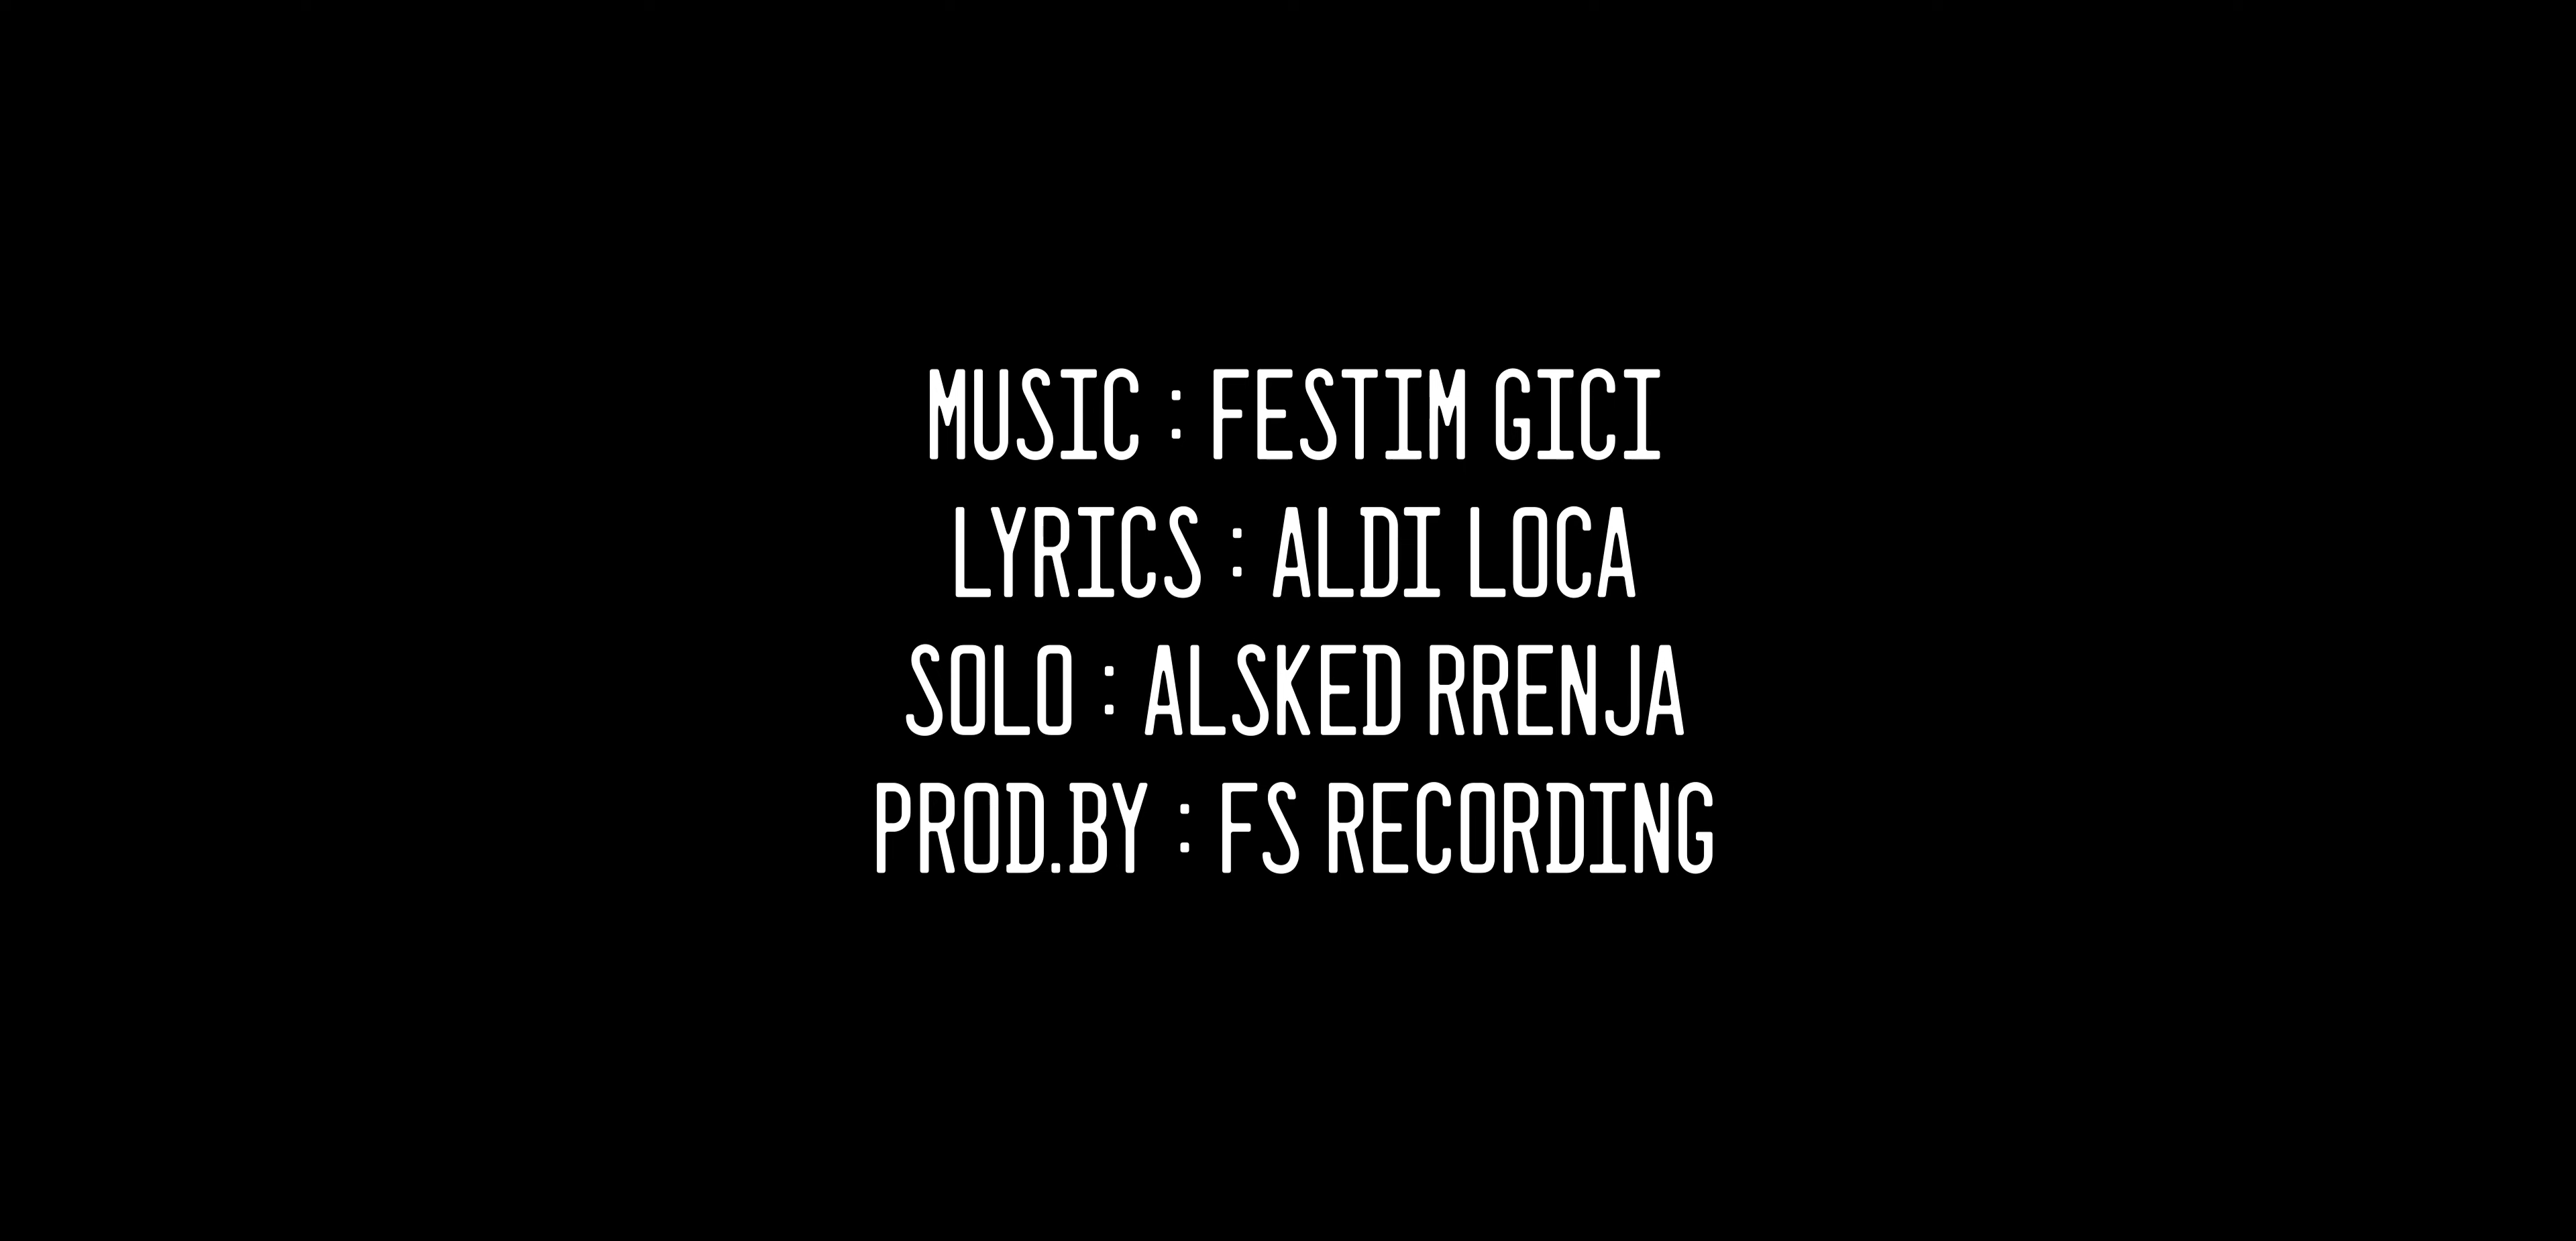 MUSIC : FESTIM GICI
LYRICS : ALDI LOCA
SOLO : ALSKED RRENJA
PROD.BY : FS RECORDING